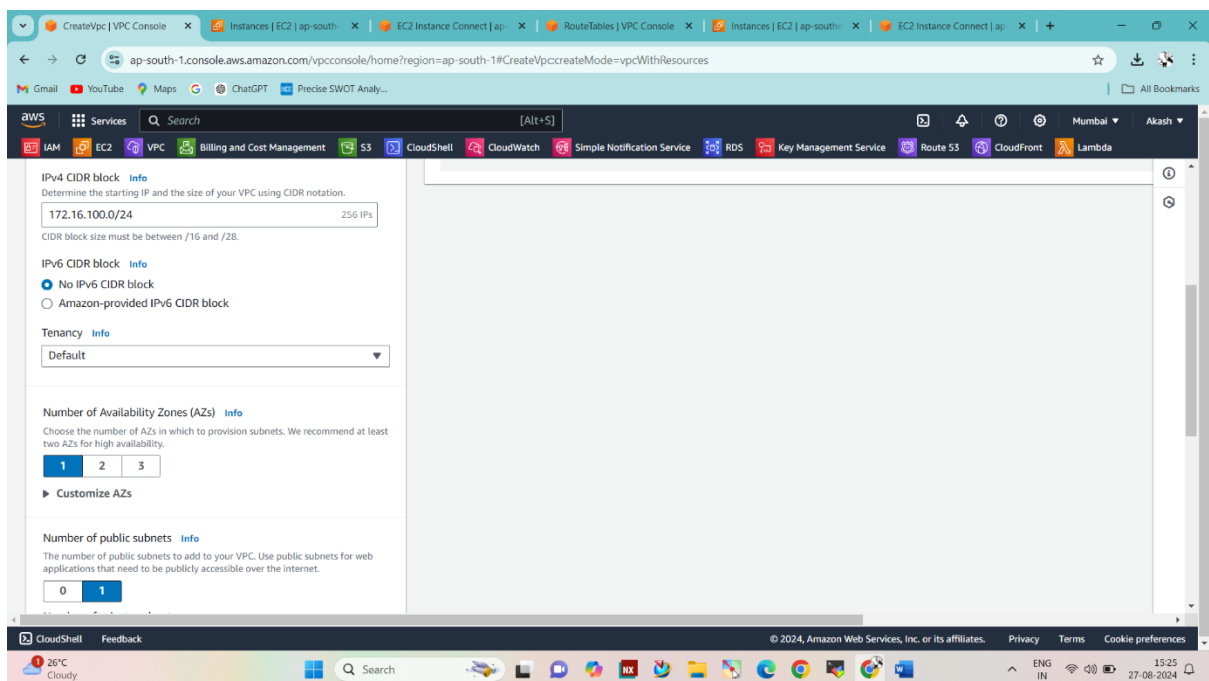 CreateVpc | VPC Console
Instances | EC2 | ap-south-
EC2 Instance Connect | ap-
RouteTables | VPC Console
Instances | EC2 | ap-south-
EC2 Instance Connect | ap-
ap-south-1.console.aws.amazon.com/vpcconsole/home?region=ap-south-1#CreateVpc:createMode=vpcWithResources
Gmail YouTube Maps ChatGPT Precise SWOT Analy... All Bookmarks
aws Services Search [Alt+S] Mumbai ▼ Akash ▼
IAM EC2 VPC Billing and Cost Management S3 CloudShell CloudWatch Simple Notification Service RDS Key Management Service Route 53 CloudFront Lambda
IPv4 CIDR block Info
Determine the starting IP and the size of your VPC using CIDR notation.
172.16.100.0/24 256 IPs
CIDR block size must be between /16 and /28.
IPv6 CIDR block Info
No IPv6 CIDR block
Amazon-provided IPv6 CIDR block
Tenancy Info
Default
Number of Availability Zones (AZs) Info
Choose the number of AZs in which to provision subnets. We recommend at least
two AZs for high availability.
1 2 3
Customize AZs
Number of public subnets Info
The number of public subnets to add to your VPC. Use public subnets for web
applications that need to be publicly accessible over the internet.
0 1
CloudShell Feedback © 2024, Amazon Web Services, Inc. or its affiliates. Privacy Terms Cookie preferences
1 26°C
Cloudy
Search
ENG
IN
15:25
27-08-2024